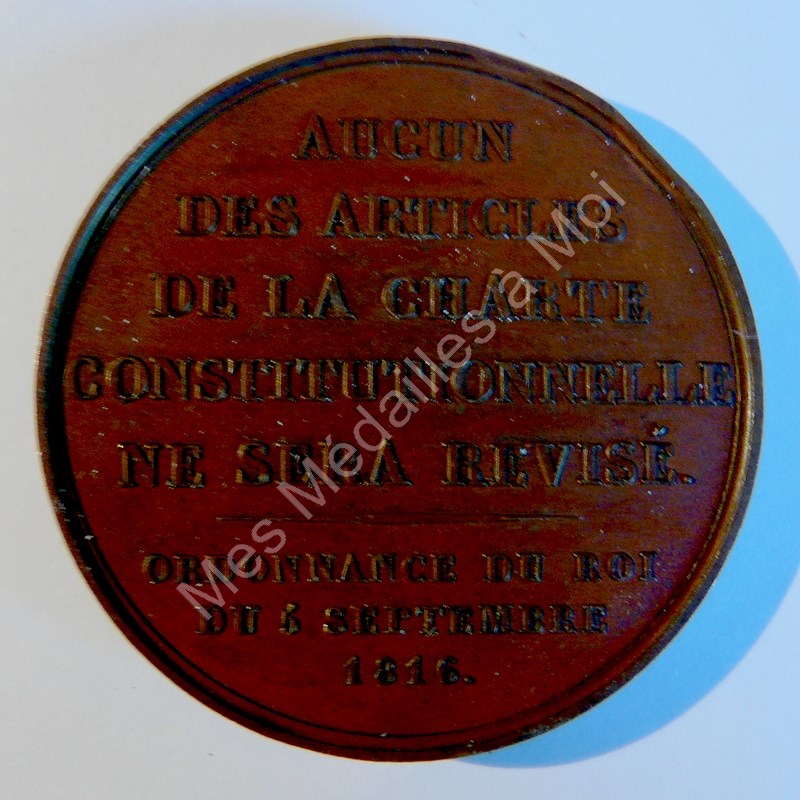 AUCUN
DES ARTICLES
DE LA CHARTE
CONSTITUTIONNELLE
NE SERA REVISÉ.
ORDONNANCE DU ROI
DU 5 SEPTEMBRE
1816.
Mes Médailles à Moi